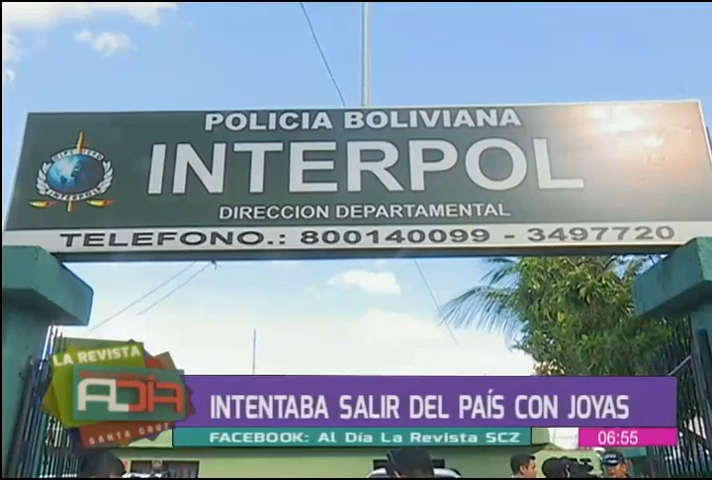 POLICIA BOLIVIANA
INTERPOL
INTERPOL
DIRECCION DEPARTAMENTAL
TELEFONO.: 800140099 - 3497720
LA REVISTA
AL DÍA
SANTA CRUZ
INTENTABA SALIR DEL PAÍS CON JOYAS
FACEBOOK: Al Día La Revista SCZ
06:55